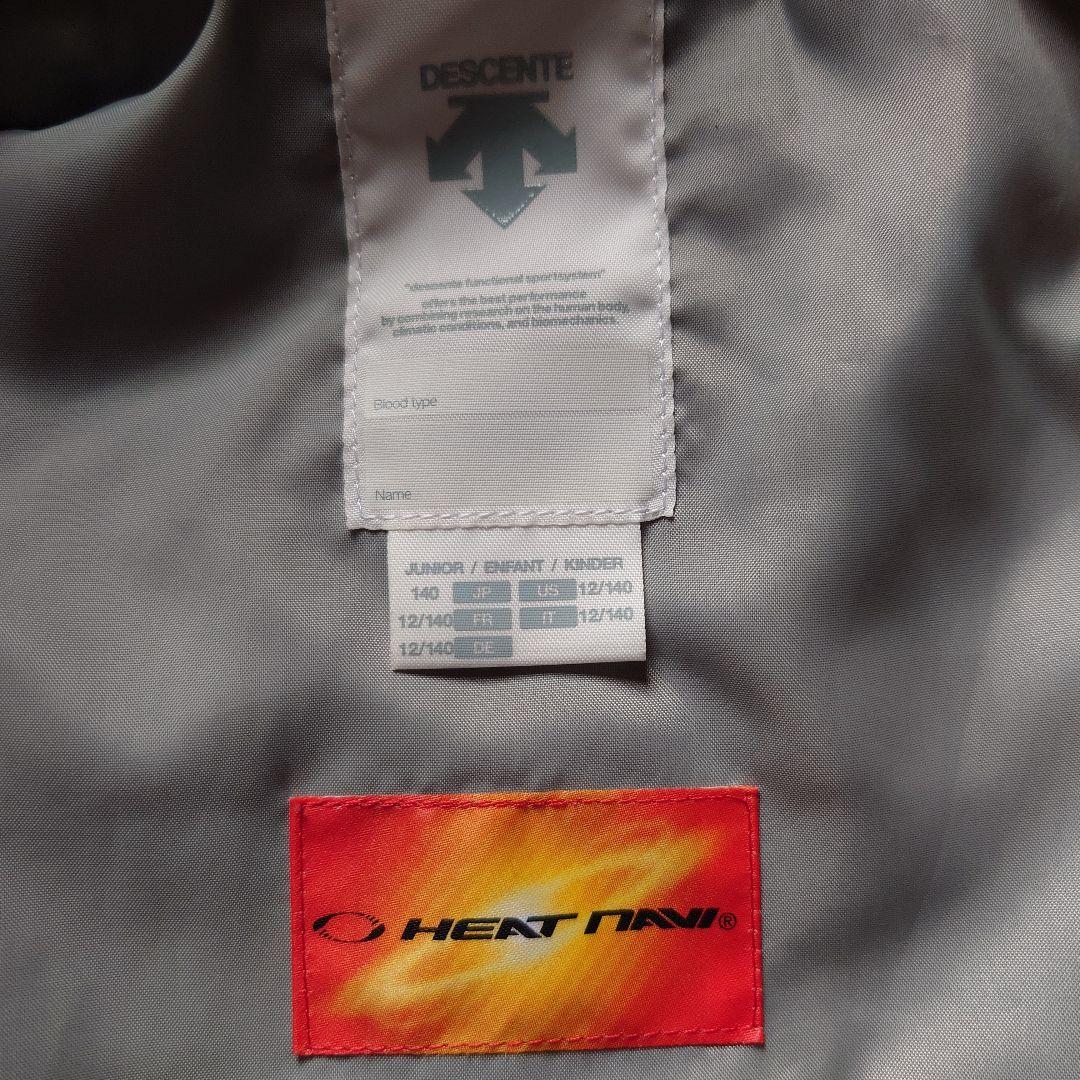 DESCENTE
"descente functional sportsystem"
offers the best performance
by combining research on the human body,
climatic conditions, and biomechanics.
Blood type
Name
JUNIOR / ENFANT / KINDER
140 JP US 12/140
12/140 FR IT 12/140
12/140 DE
HEAT NAVI®